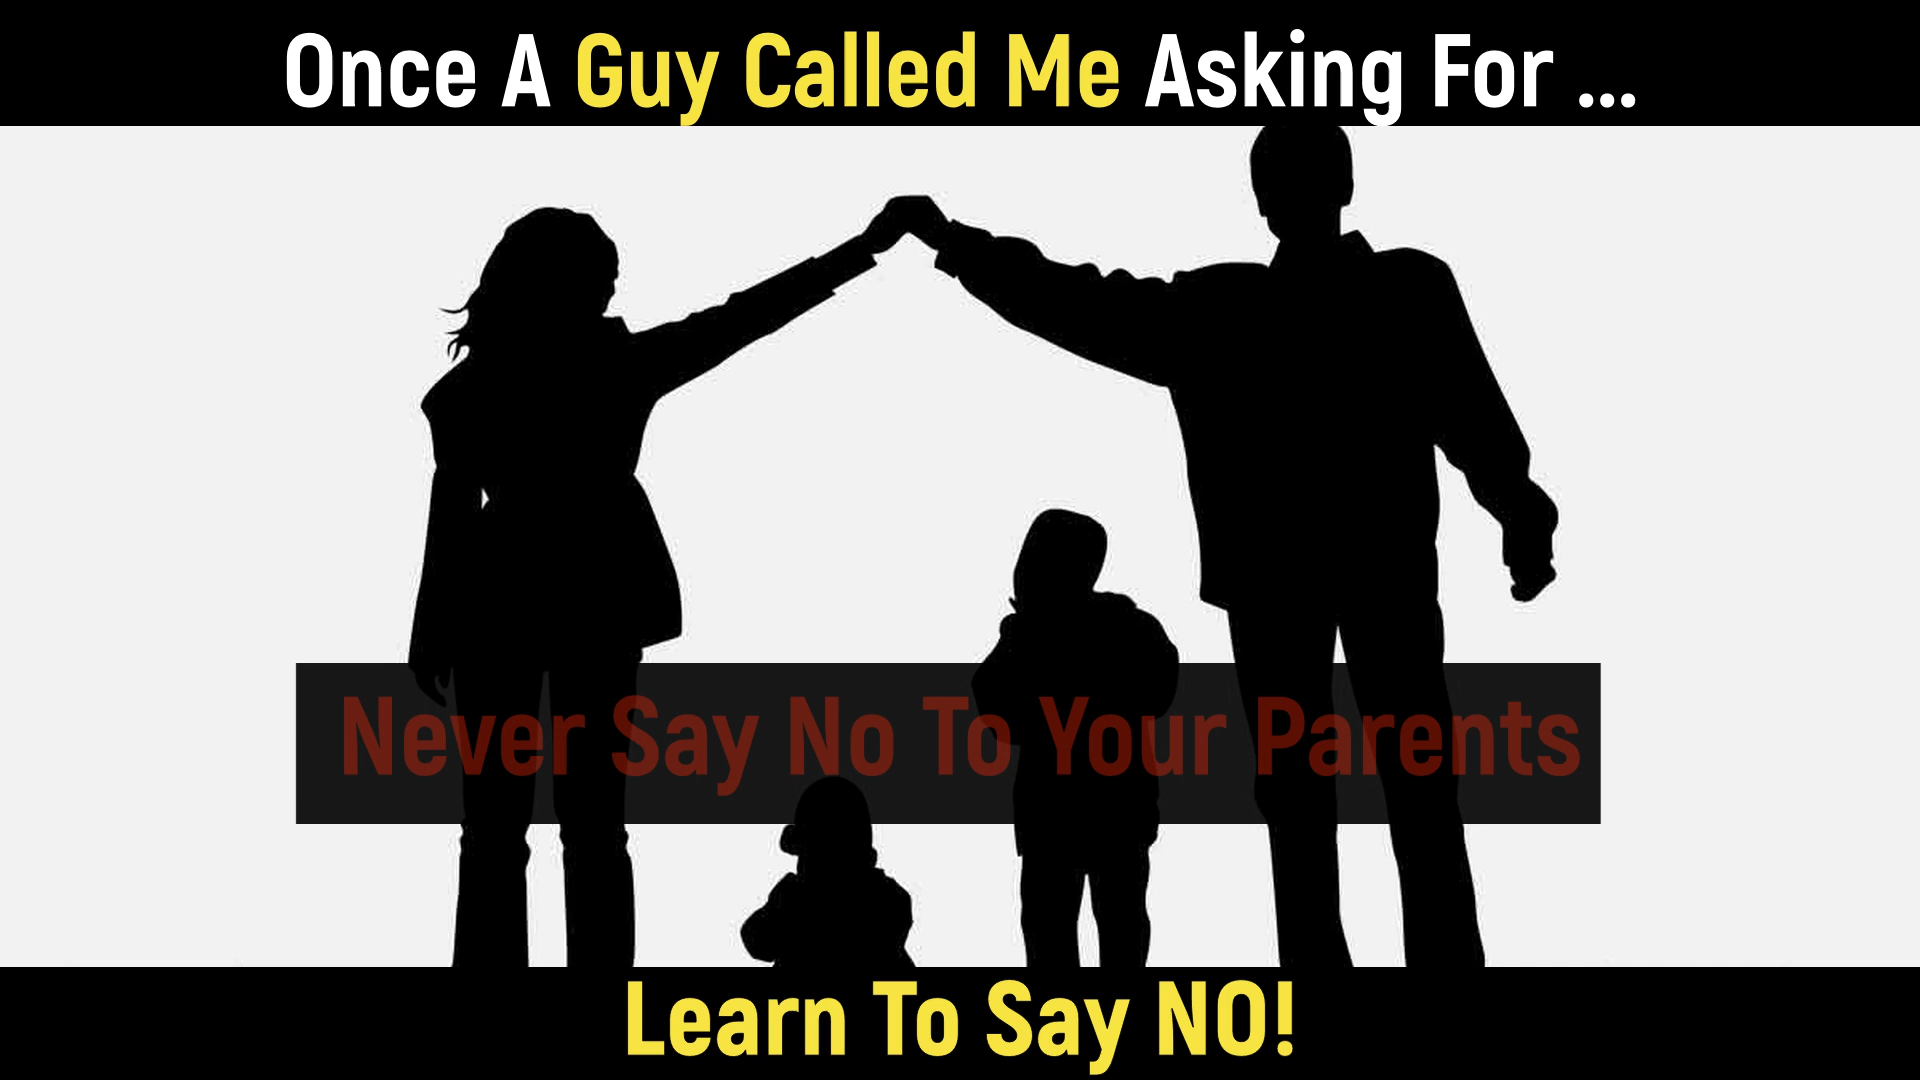 Once A Guy Called Me Asking For ...
Never Say No To Your Parents
Learn To Say NO!